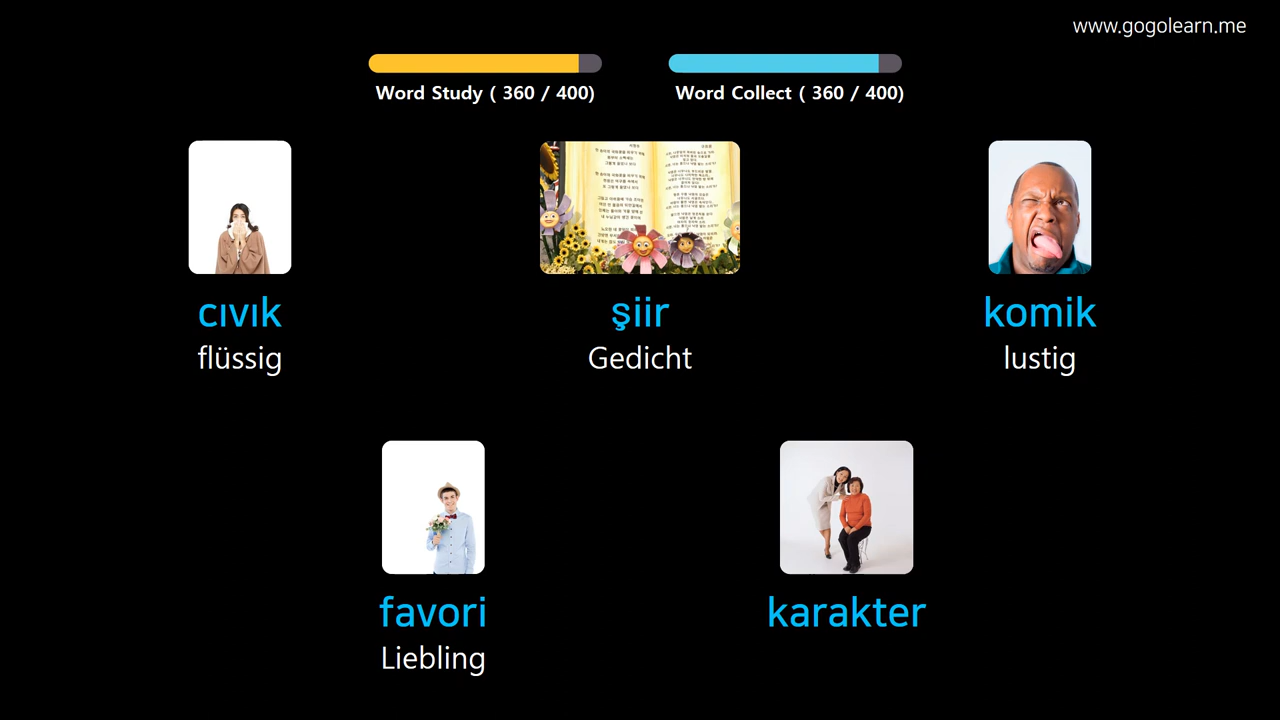 www.gogolearn.me
Word Study ( 360 / 400)
Word Collect ( 360 / 400)
cıvık
flüssig
şiir
Gedicht
komik
lustig
favori
Liebling
karakter